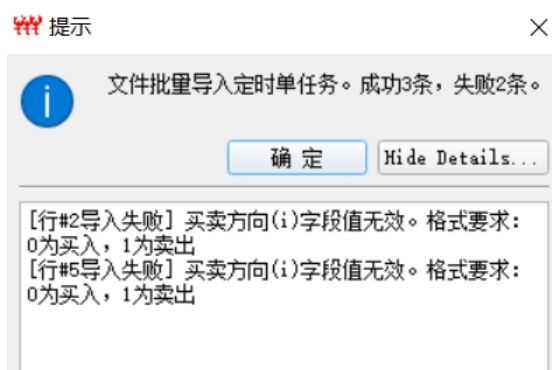 提示
文件批量导入定时单任务。成功3条，失败2条。
确 定
Hide Details...
[行#2导入失败] 买卖方向(i)字段值无效。格式要求：
0为买入，1为卖出
[行#5导入失败] 买卖方向(i)字段值无效。格式要求：
0为买入，1为卖出